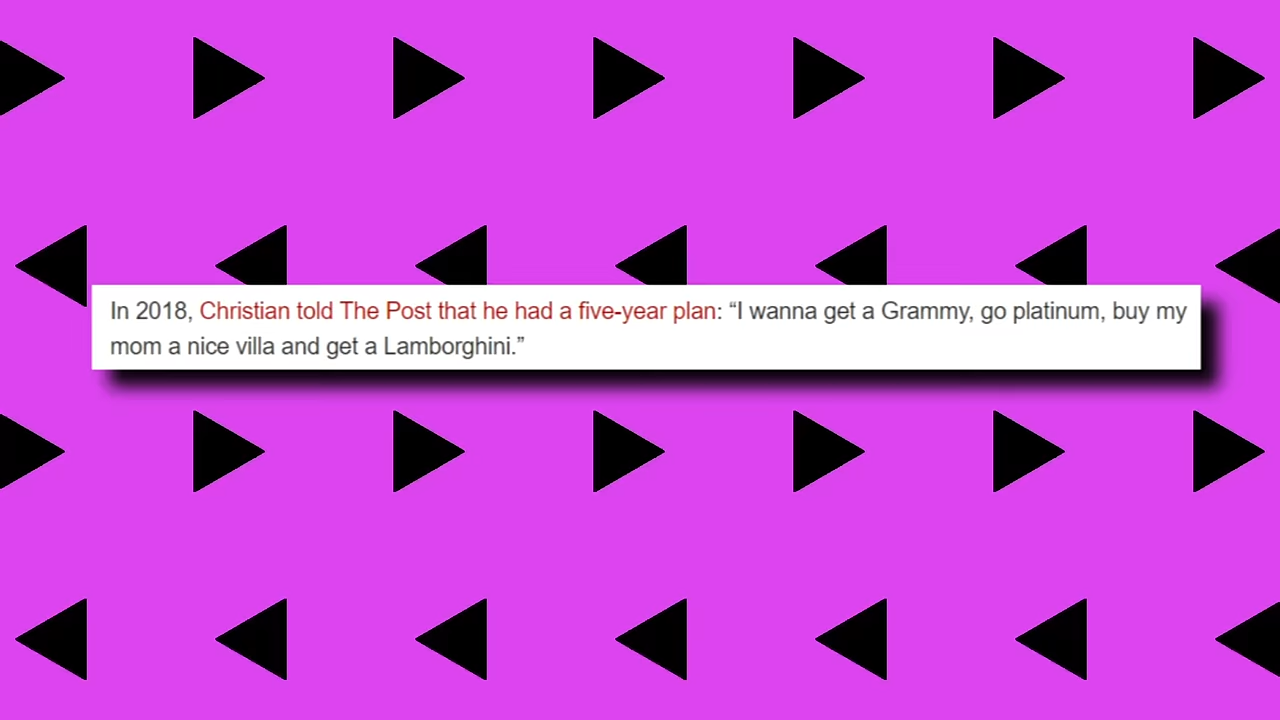 In 2018, Christian told The Post that he had a five-year plan: “I wanna get a Grammy, go platinum, buy my
mom a nice villa and get a Lamborghini.”